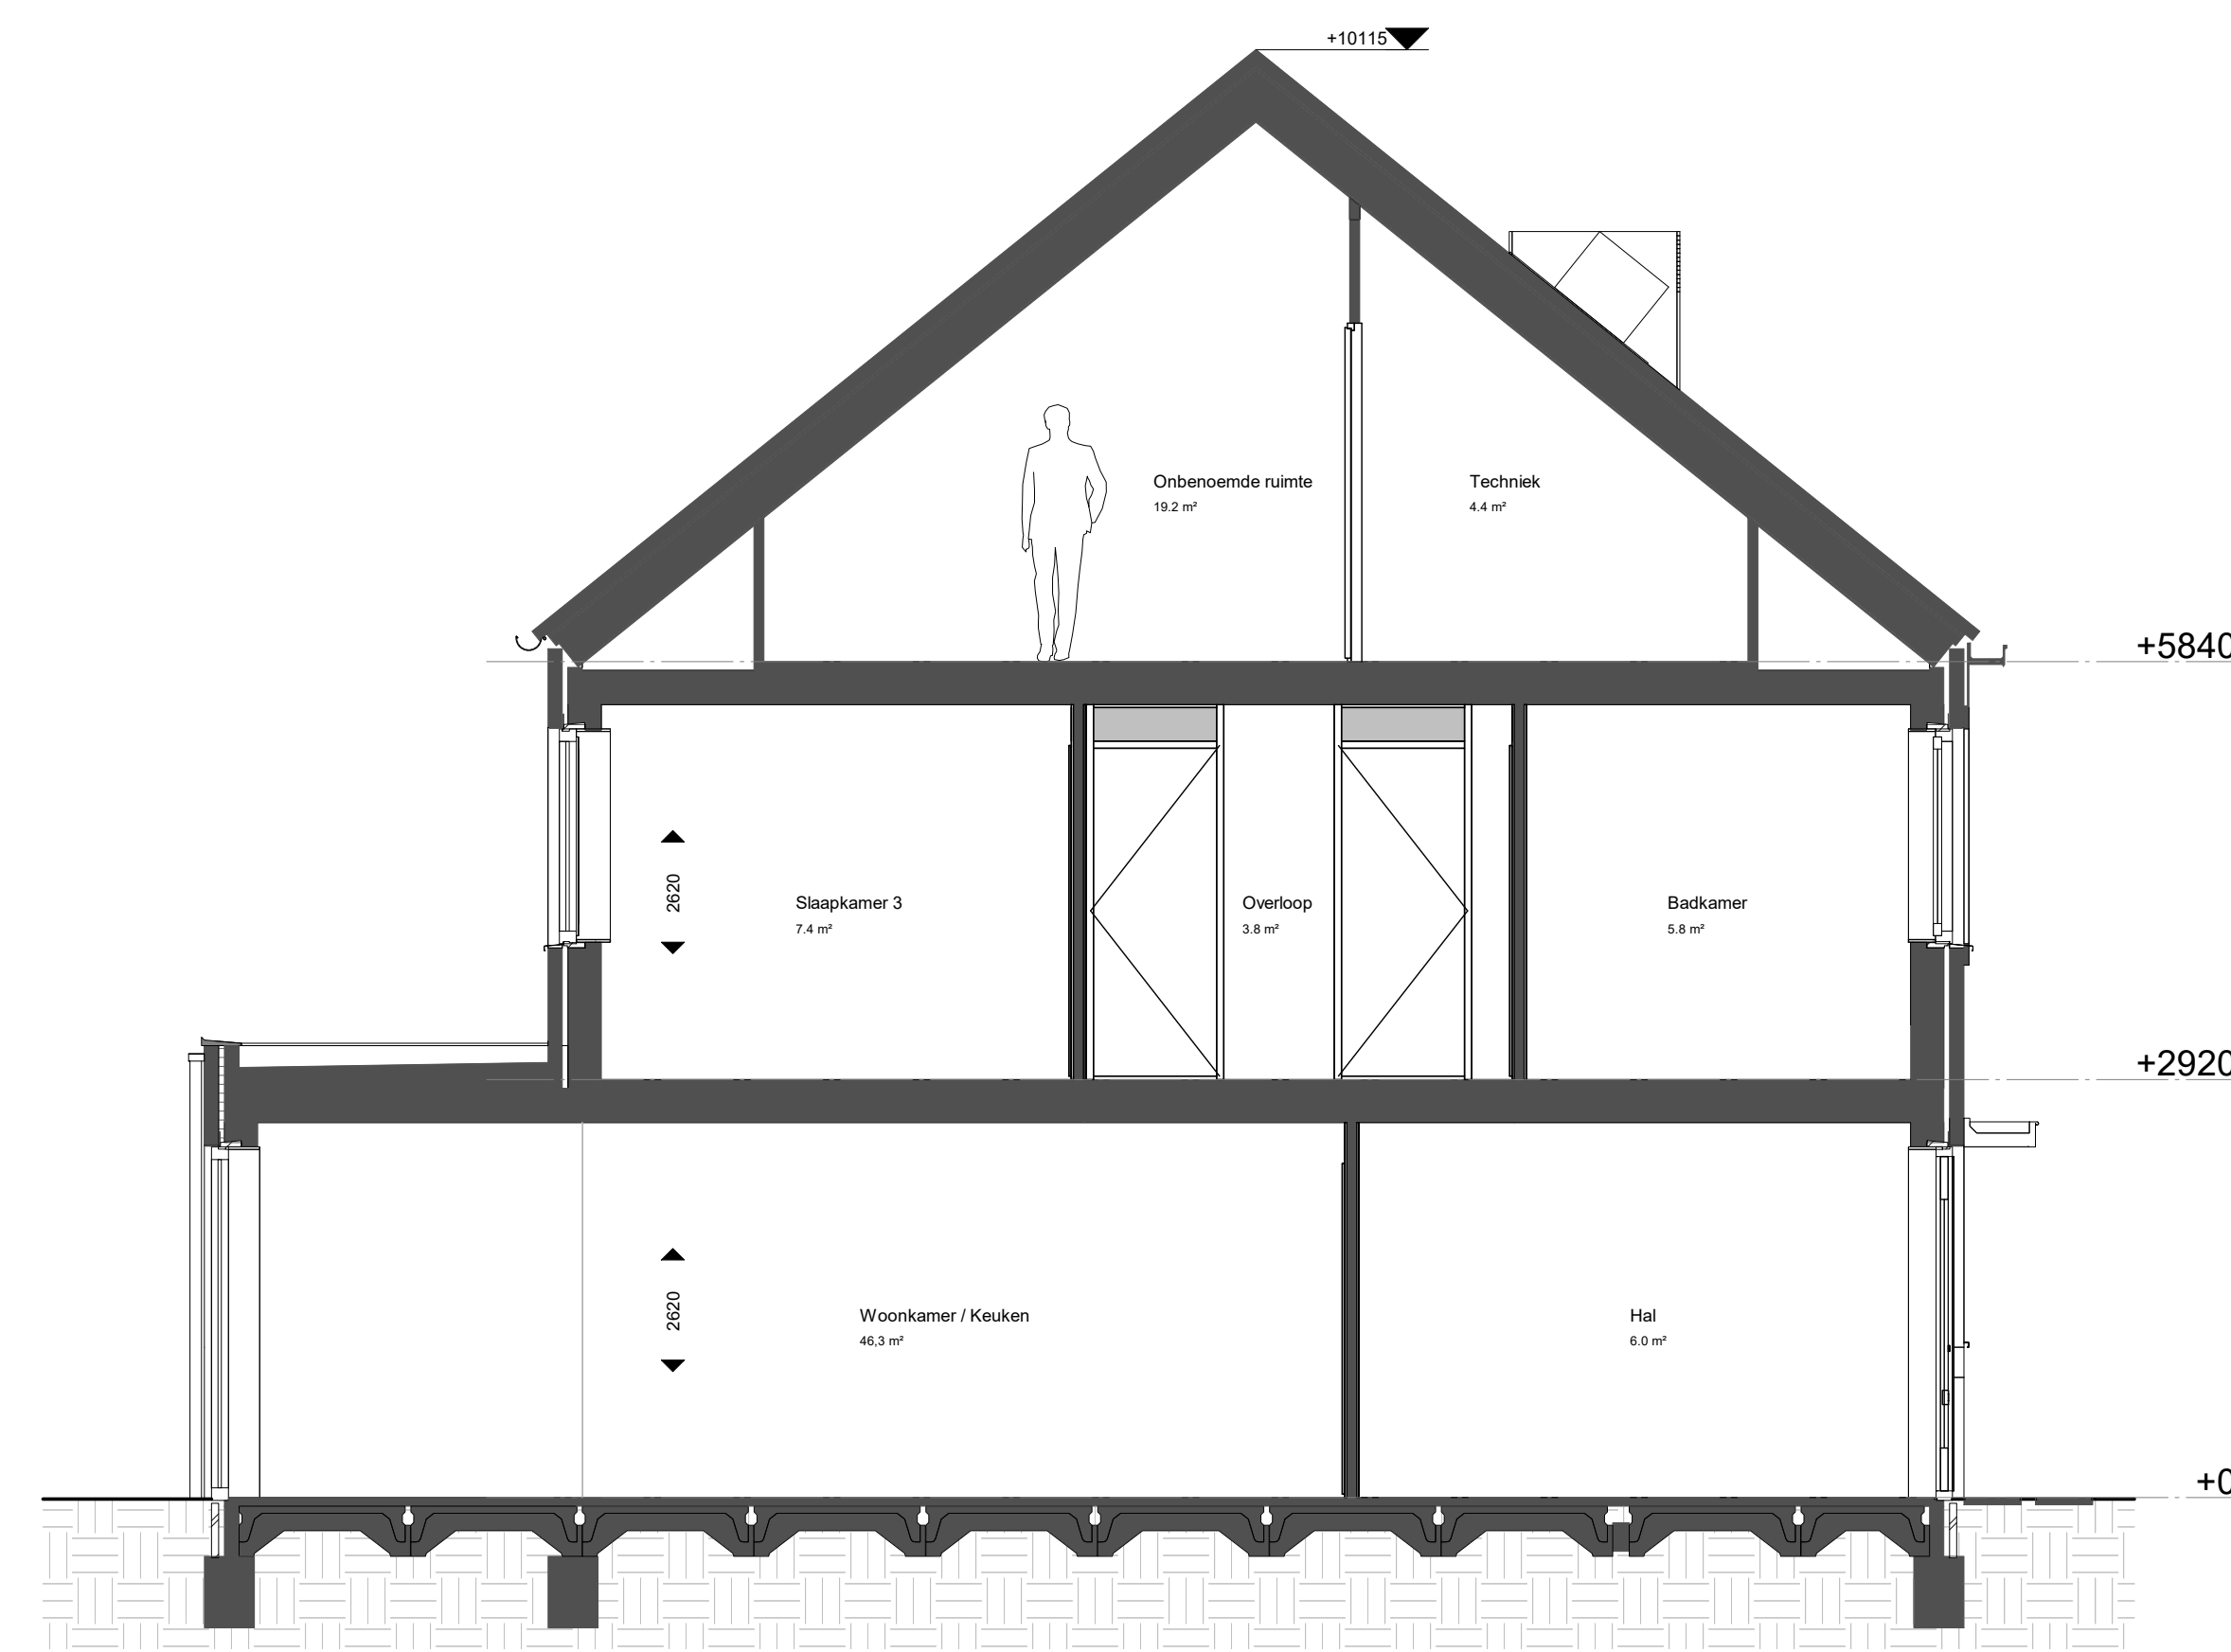 +10115
Onbenoemde ruimte
19.2 m²
Techniek
4.4 m²
+5840
2620
Slaapkamer 3
7.4 m²
Overloop
3.8 m²
Badkamer
5.8 m²
+2920
2620
Woonkamer / Keuken
46,3 m²
Hal
6.0 m²
+0